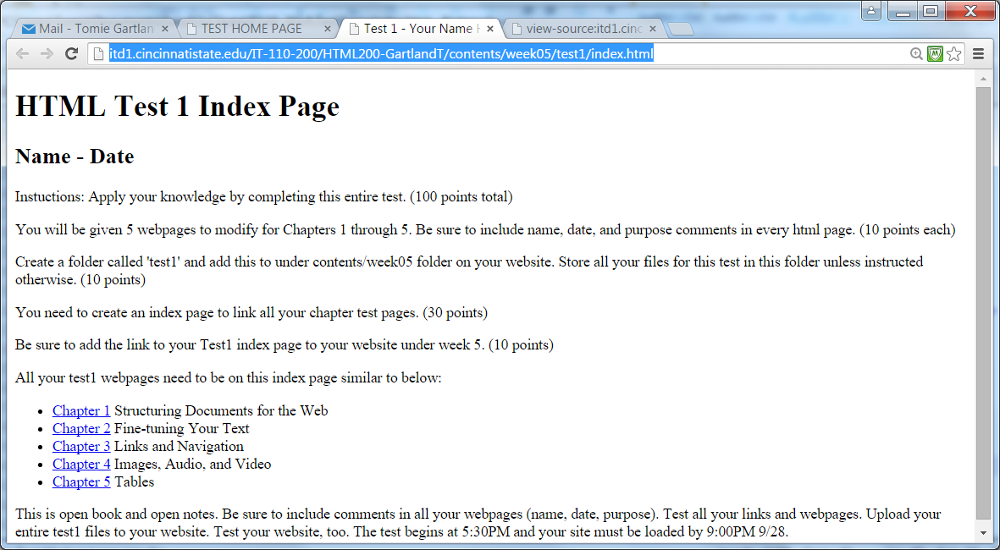 Mail - Tomie Gartlan
TEST HOME PAGE
Test 1 - Your Name
view-source:itd1.cinc
itd1.cincinnatistate.edu/IT-110-200/HTML200-GartlandT/contents/week05/test1/index.html
HTML Test 1 Index Page
Name - Date
Instuctions: Apply your knowledge by completing this entire test. (100 points total)
You will be given 5 webpages to modify for Chapters 1 through 5. Be sure to include name, date, and purpose comments in every html page. (10 points each)
Create a folder called 'test1' and add this to under contents/week05 folder on your website. Store all your files for this test in this folder unless instructed
otherwise. (10 points)
You need to create an index page to link all your chapter test pages. (30 points)
Be sure to add the link to your Test1 index page to your website under week 5. (10 points)
All your test1 webpages need to be on this index page similar to below:
• Chapter 1 Structuring Documents for the Web
• Chapter 2 Fine-tuning Your Text
• Chapter 3 Links and Navigation
• Chapter 4 Images, Audio, and Video
• Chapter 5 Tables
This is open book and open notes. Be sure to include comments in all your webpages (name, date, purpose). Test all your links and webpages. Upload your
entire test1 files to your website. Test your website, too. The test begins at 5:30PM and your site must be loaded by 9:00PM 9/28.